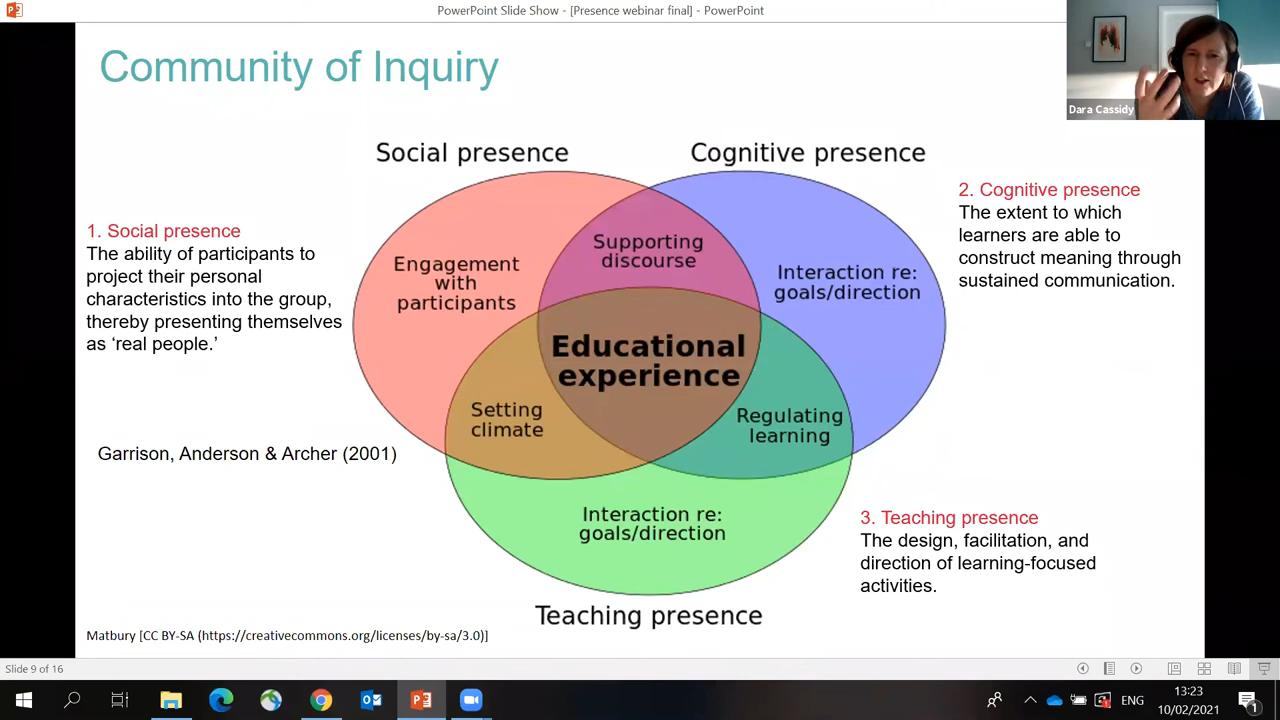 PowerPoint Slide Show - [Presence webinar final] - PowerPoint
Community of Inquiry
Dara Cassidy
Social presence
Cognitive presence
1. Social presence
The ability of participants to
project their personal
characteristics into the group,
thereby presenting themselves
as ‘real people.’
2. Cognitive presence
The extent to which
learners are able to
construct meaning through
sustained communication.
Engagement
with
participants
Supporting
discourse
Interaction re:
goals/direction
Educational
experience
Setting
climate
Regulating
learning
Garrison, Anderson & Archer (2001)
Interaction re:
goals/direction
3. Teaching presence
The design, facilitation, and
direction of learning-focused
activities.
Teaching presence
Matbury [CC BY-SA (https://creativecommons.org/licenses/by-sa/3.0)]
Slide 9 of 16
ENG
13:23
10/02/2021
1